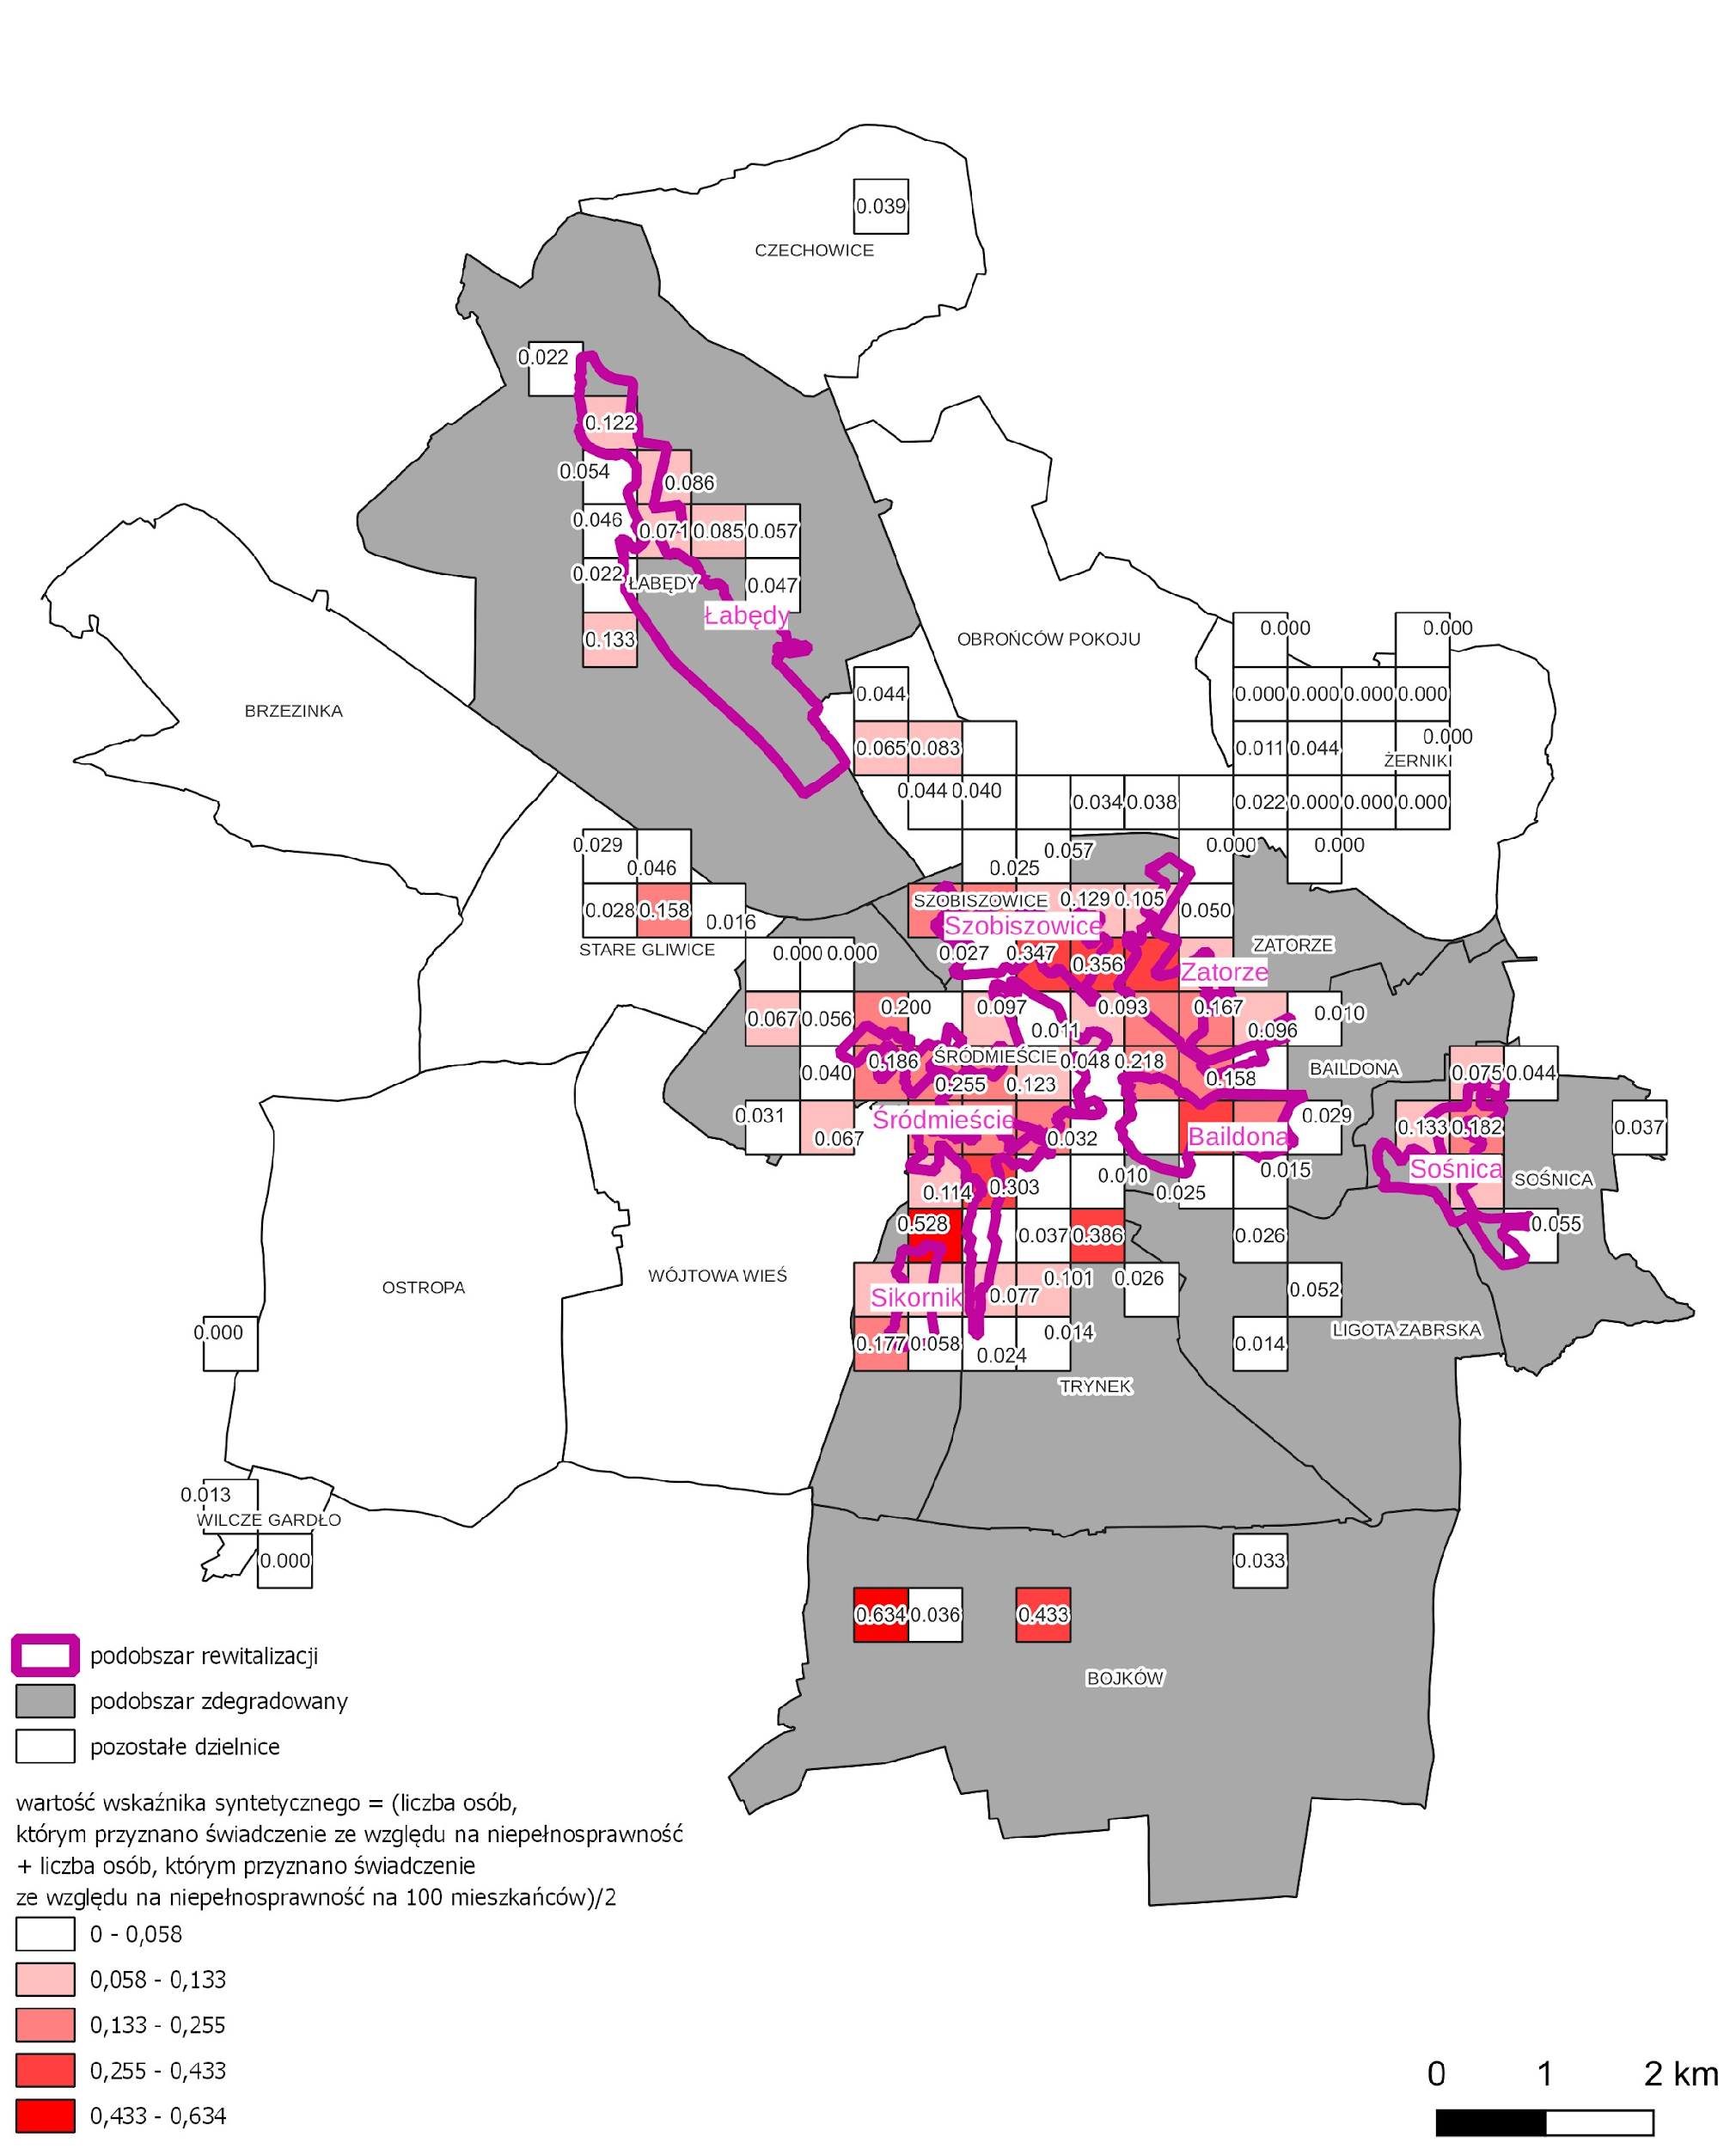 0.039
CZECHOWICE
0.022
0.122
0.054
0.086
0.046
0.071
0.085
0.057
0.022
ŁABĘDY
0.047
Łabędy
0.133
OBROŃCÓW POKOJU
0.000
0.000
0.044
0.000
0.000
0.000
0.000
BRZEZINKA
0.065
0.083
0.011
0.044
0.000
ŻERNIKI
0.044
0.040
0.034
0.038
0.022
0.000
0.000
0.000
0.029
0.046
0.025
0.057
0.000
0.000
0.028
0.158
0.016
SZOBISZOWICE
0.129
0.105
0.050
Szobiszowice
STARE GLIWICE
0.000
0.000
0.027
0.347
0.356
ZATORZE
Zatorze
0.067
0.056
0.200
0.097
0.011
0.093
0.167
0.096
0.010
0.040
0.186
ŚRÓDMIEŚCIE
0.048
0.218
0.255
0.123
0.158
BAILDONA
0.075
0.044
0.031
0.067
Śródmieście
0.032
Baildona
0.029
0.133
0.182
0.037
0.114
0.303
0.010
0.025
0.015
Sośnica
SOŚNICA
0.528
0.037
0.386
0.026
0.055
OSTROPA
WÓJTOWA WIEŚ
Sikornik
0.077
0.101
0.026
0.052
0.000
0.177
0.058
0.024
0.014
0.014
LIGOTA ZABRSKA
TRYNEK
0.013
WILCZE GARDŁO
0.000
0.033
0.634
0.036
0.433
BOJKÓW
podobszar rewitalizacji
podobszar zdegradowany
pozostałe dzielnice
wartość wskaźnika syntetycznego = (liczba osób,
którym przyznano świadczenie ze względu na niepełnosprawność
+ liczba osób, którym przyznano świadczenie
ze względu na niepełnosprawność na 100 mieszkańców)/2
0 - 0,058
0,058 - 0,133
0,133 - 0,255
0,255 - 0,433
0,433 - 0,634
0 1 2 km